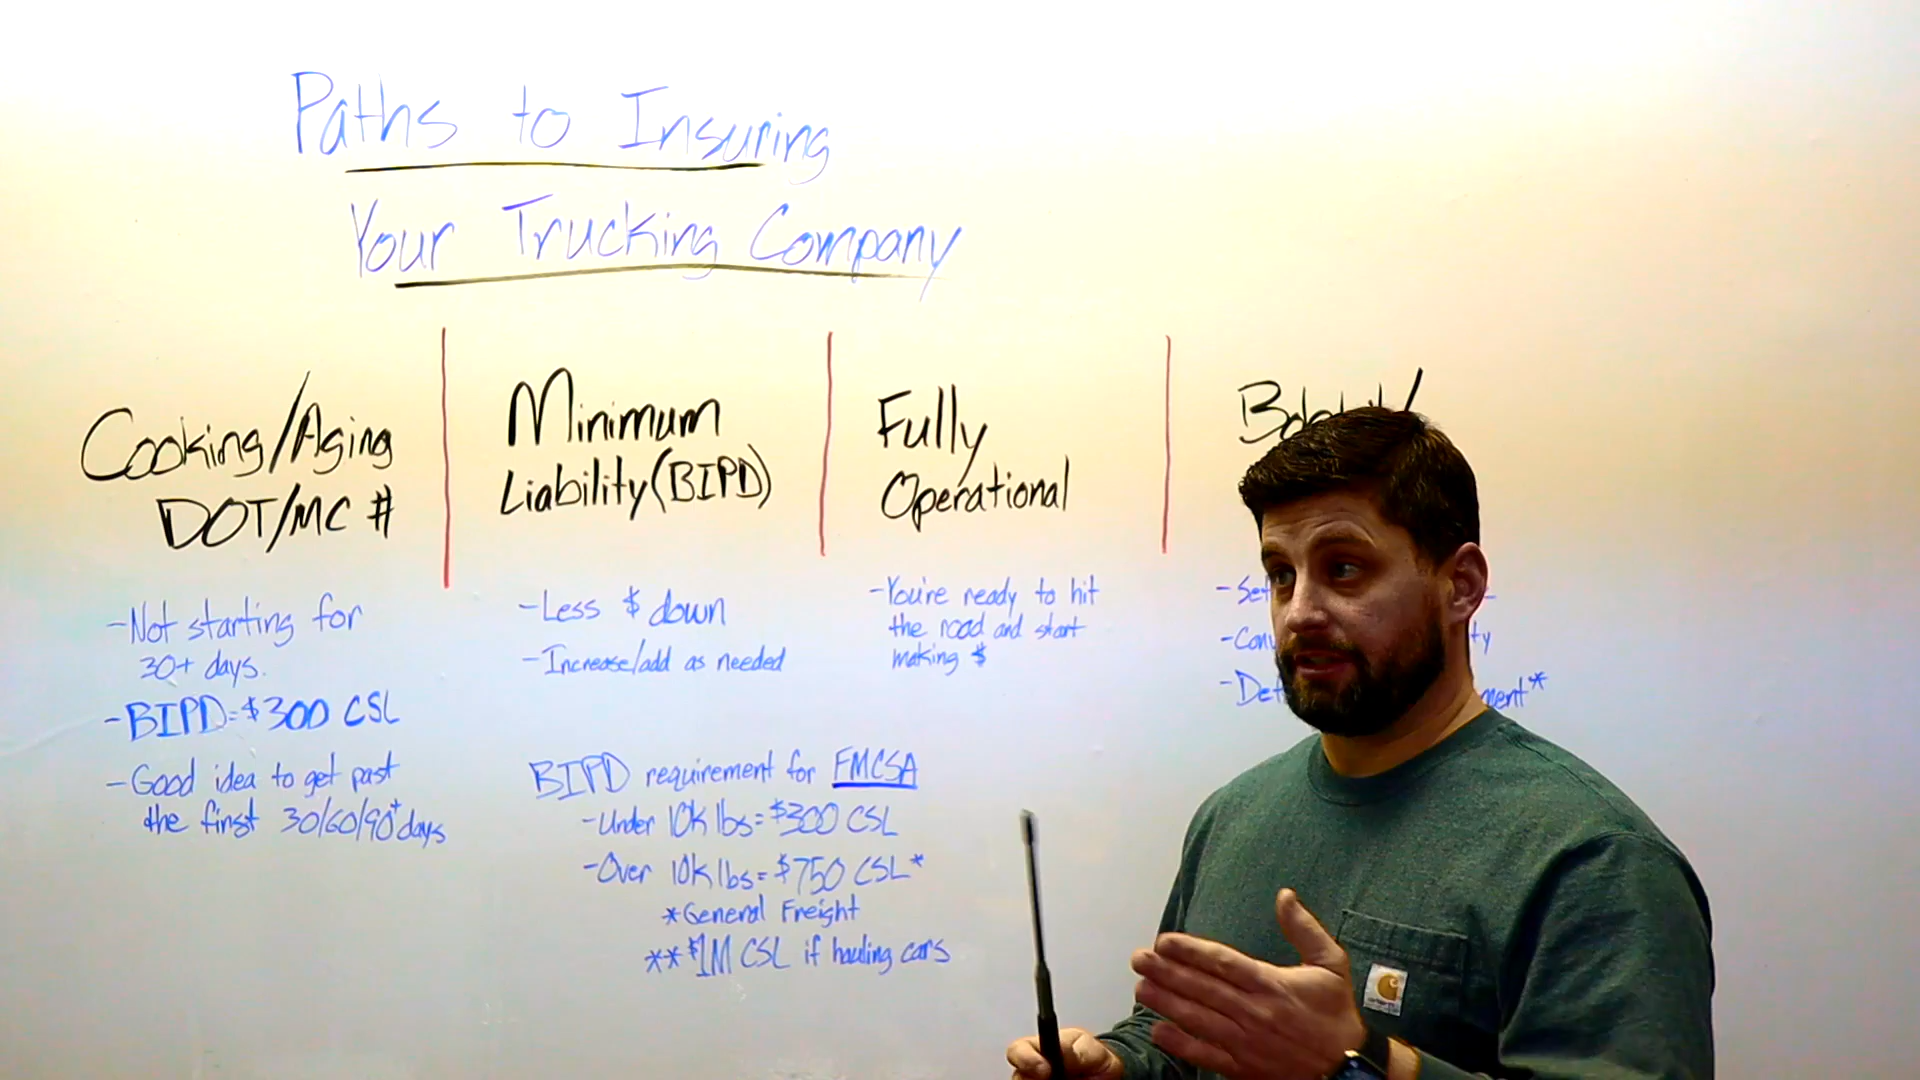 Paths to Insuring
Your Trucking Company
Cooking/Aging
DOT/MC #
-Not starting for
30+ days.
-BIPD=$300 CSL
-Good idea to get past
the first 30/60/90+ days
Minimum
Liability(BIPD)
-Less $ down
-Increase/add as needed
BIPD requirement for FMCSA
-Under 10k lbs=$300 CSL
-Over 10k lbs=$750 CSL*
*General Freight
**$1M CSL if hauling cars
Fully
Operational
-You're ready to hit
the road and start
making $